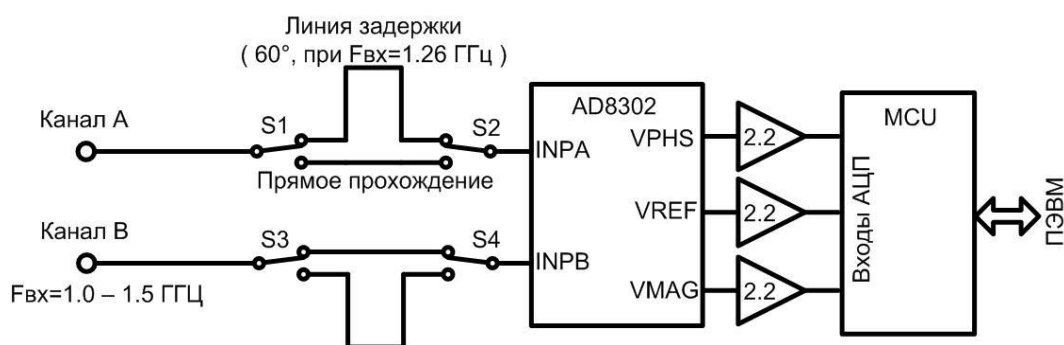 Линия задержки
( 60°, при Fвх=1.26 ГГц )
Канал А
S1
S2
Прямое прохождение
Канал В
S3
S4
Fвх=1.0 – 1.5 ГГЦ
AD8302
INPA
VPHS
VREF
INPB
VMAG
2.2
2.2
2.2
MCU
Входы АЦП
ПЭВМ